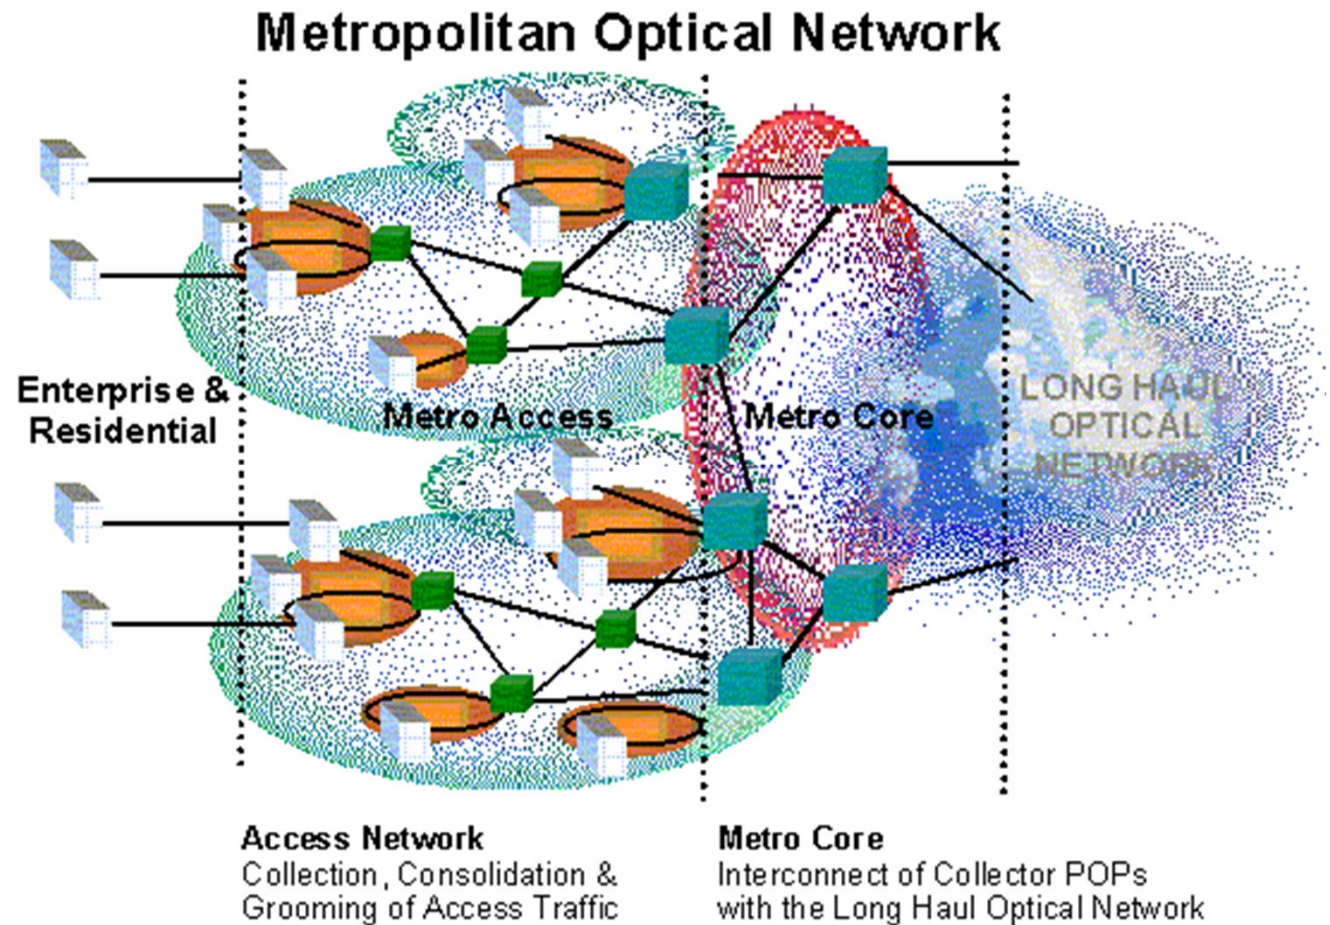 Metropolitan Optical Network
Enterprise &
Residential
Metro Access
Metro Core
LONG HAUL
OPTICAL
NETWORK
Access Network
Collection, Consolidation &
Grooming of Access Traffic
Metro Core
Interconnect of Collector POPs
with the Long Haul Optical Network